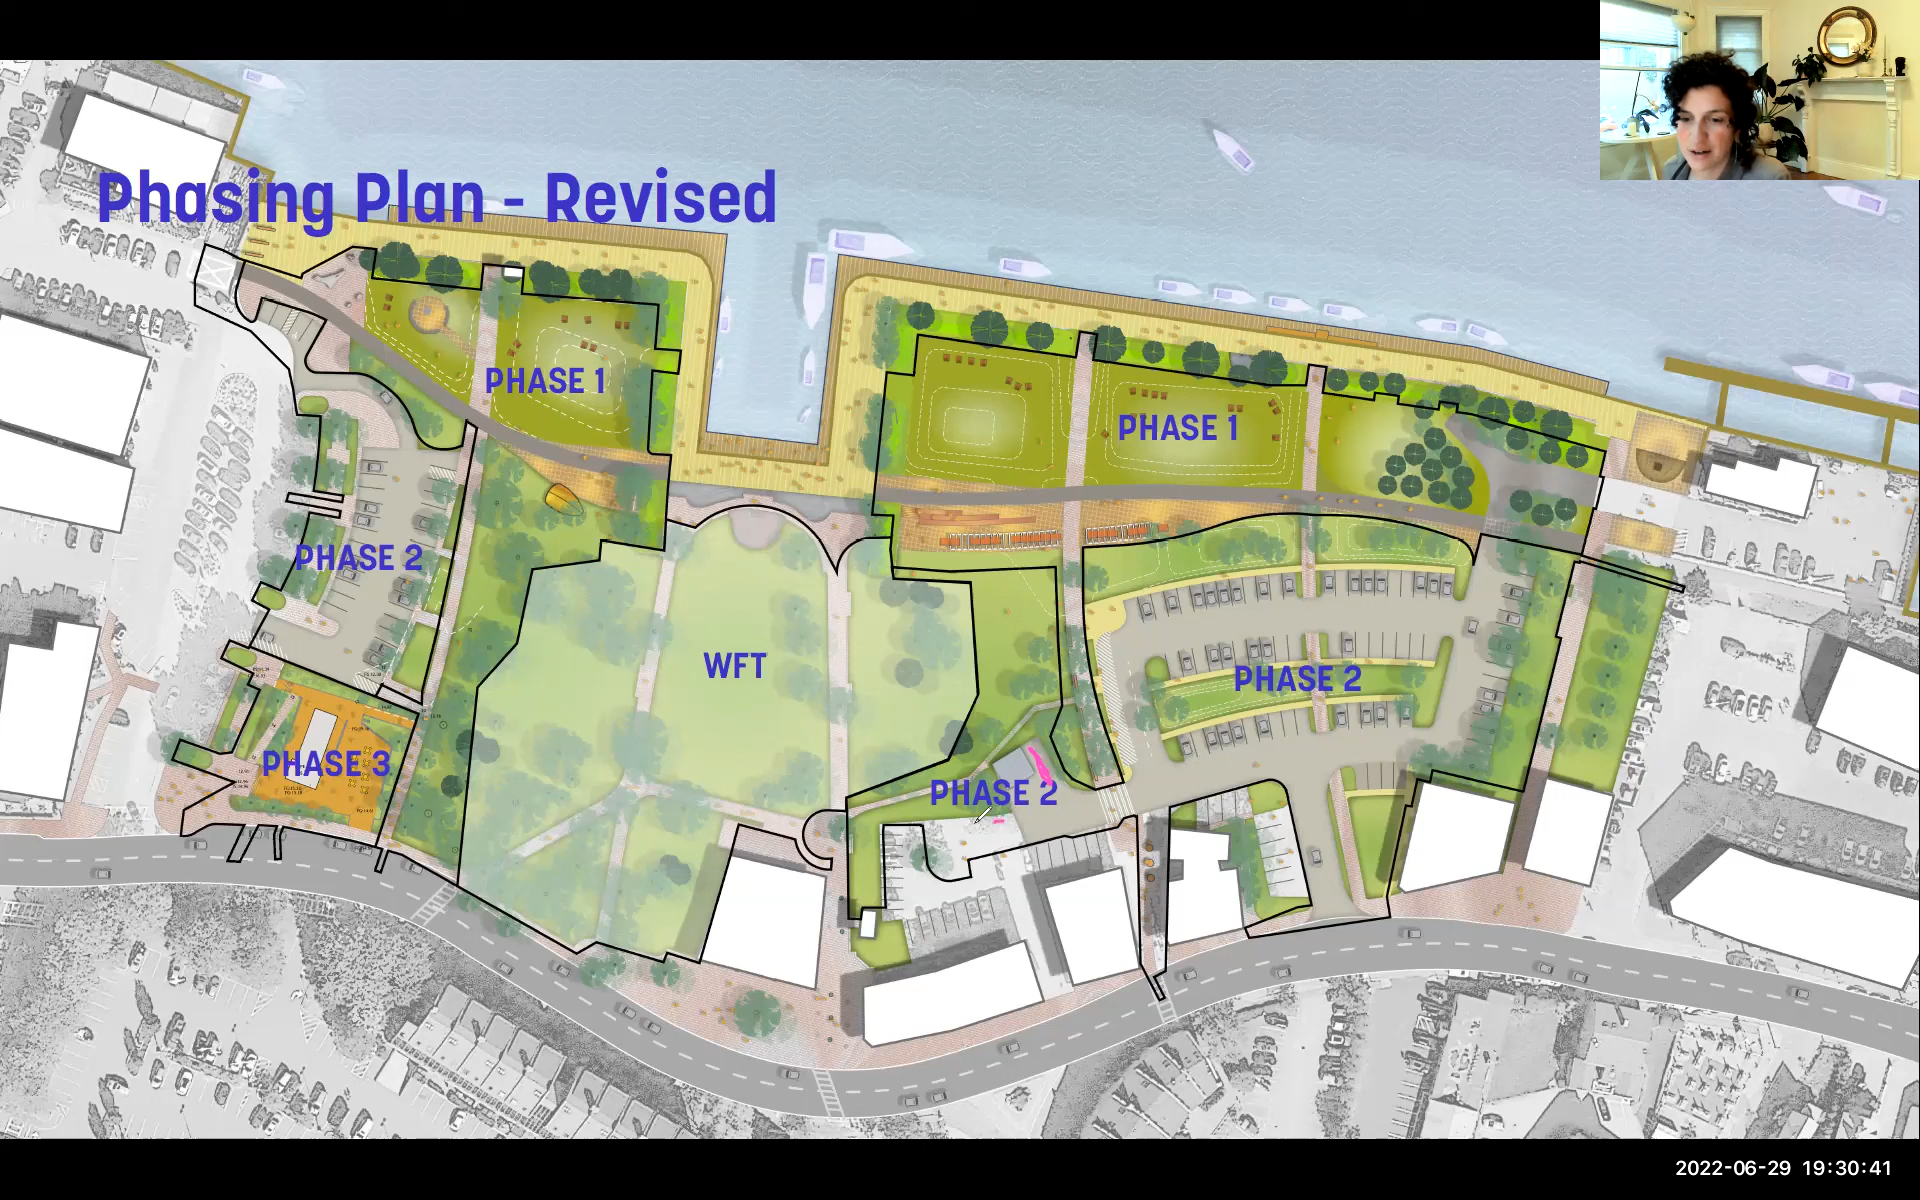 Phasing Plan - Revised
PHASE 1
PHASE 1
PHASE 2
WFT
PHASE 2
PHASE 3
PHASE 2
2022-06-29 19:30:41